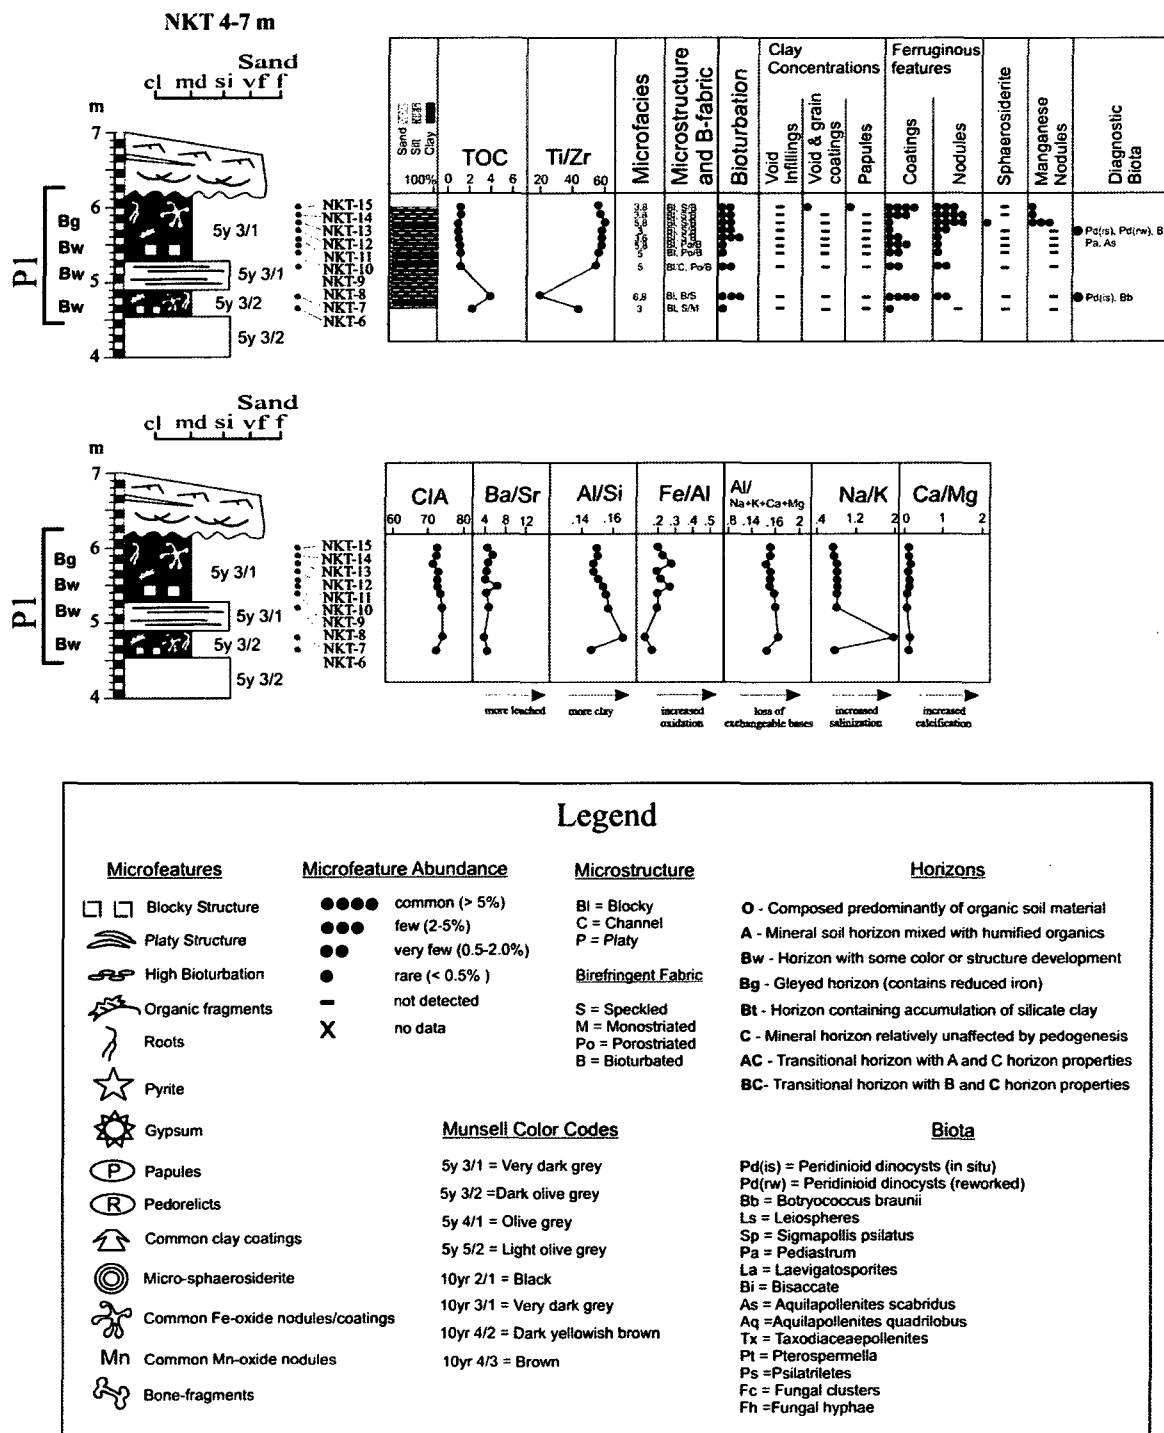 NKT 4-7 m
Sand
cl md si vf f
m
7
6
5
4
P1
Bg
Bw
Bw
Bw
5y 3/1
5y 3/1
5y 3/2
5y 3/2
NKT-15
NKT-14
NKT-13
NKT-12
NKT-11
NKT-10
NKT-9
NKT-8
NKT-7
NKT-6
Sand
Silt
Clay
100%
TOC
0 2 4 6
Ti/Zr
20 40 60
Microfacies
Microstructure and B-fabric
Bioturbation
Clay Concentrations
Void Infillings
Void & grain coatings
Papules
Ferruginous features
Coatings
Nodules
Sphaerosiderite
Manganese Nodules
Diagnostic Biota
3,8
5
5
6,8
3
Bl, Po/B
Bl/C, Po/B
Bl, B/S
Bl, S/M
Pd(is), Pd(rw), B
Pa, As
Pd(is), Bb
Sand
cl md si vf f
m
7
6
5
4
P1
Bg
Bw
Bw
Bw
5y 3/1
5y 3/1
5y 3/2
5y 3/2
NKT-15
NKT-14
NKT-13
NKT-12
NKT-11
NKT-10
NKT-9
NKT-8
NKT-7
NKT-6
CIA
60 70 80
Ba/Sr
4 8 12
Al/Si
.14 .16
Fe/Al
.2 .3 .4 .5
Al/
Na+K+Ca+Mg
.8 .14 .16 2
Na/K
.4 1.2 2
Ca/Mg
0 1 2
more leached
more clay
increased oxidation
loss of exchangeable bases
increased salinization
increased calcification
Legend
Microfeatures
Blocky Structure
Platy Structure
High Bioturbation
Organic fragments
Roots
Pyrite
Gypsum
P Papules
R Pedorelicts
Common clay coatings
Micro-sphaerosiderite
Common Fe-oxide nodules/coatings
Mn Common Mn-oxide nodules
Bone-fragments
Microfeature Abundance
common (> 5%)
few (2-5%)
very few (0.5-2.0%)
rare (< 0.5% )
not detected
X no data
Microstructure
Bl = Blocky
C = Channel
P = Platy
Birefringent Fabric
S = Speckled
M = Monostriated
Po = Porostriated
B = Bioturbated
Munsell Color Codes
5y 3/1 = Very dark grey
5y 3/2 =Dark olive grey
5y 4/1 = Olive grey
5y 5/2 = Light olive grey
10yr 2/1 = Black
10yr 3/1 = Very dark grey
10yr 4/2 = Dark yellowish brown
10yr 4/3 = Brown
Horizons
O - Composed predominantly of organic soil material
A - Mineral soil horizon mixed with humified organics
Bw - Horizon with some color or structure development
Bg - Gleyed horizon (contains reduced iron)
Bt - Horizon containing accumulation of silicate clay
C - Mineral horizon relatively unaffected by pedogenesis
AC - Transitional horizon with A and C horizon properties
BC- Transitional horizon with B and C horizon properties
Biota
Pd(is) = Peridinioid dinocysts (in situ)
Pd(rw) = Peridinioid dinocysts (reworked)
Bb = Botryococcus braunii
Ls = Leiospheres
Sp = Sigmapollis psilatus
Pa = Pediastrum
La = Laevigatosporites
Bi = Bisaccate
As = Aquilapollenites scabridus
Aq =Aquilapollenites quadrilobus
Tx = Taxodiaceaepollenites
Pt = Pterospermella
Ps =Psilatriletes
Fc = Fungal clusters
Fh =Fungal hyphae